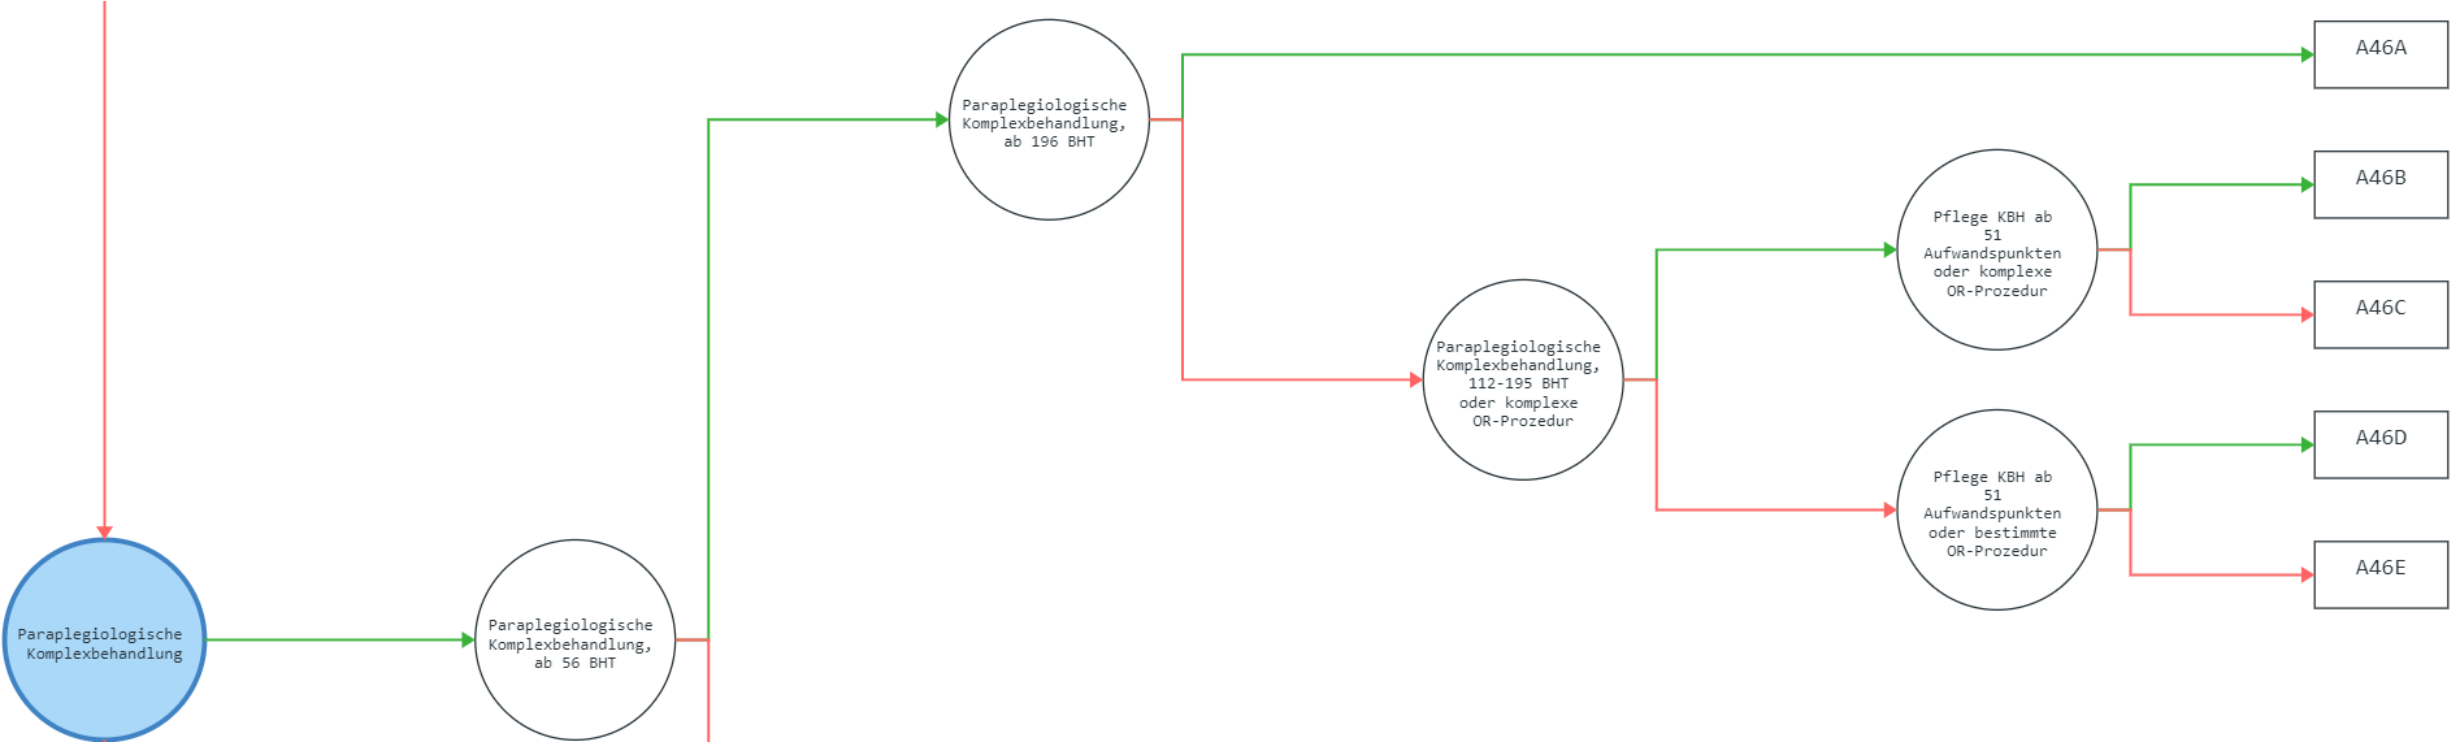 Paraplegiologische
Komplexbehandlung
Paraplegiologische
Komplexbehandlung,
ab 56 BHT
Paraplegiologische
Komplexbehandlung,
ab 196 BHT
Paraplegiologische
Komplexbehandlung,
112-195 BHT
oder komplexe
OR-Prozedur
Pflege KBH ab
51
Aufwandspunkten
oder komplexe
OR-Prozedur
Pflege KBH ab
51
Aufwandspunkten
oder bestimmte
OR-Prozedur
A46A
A46B
A46C
A46D
A46E